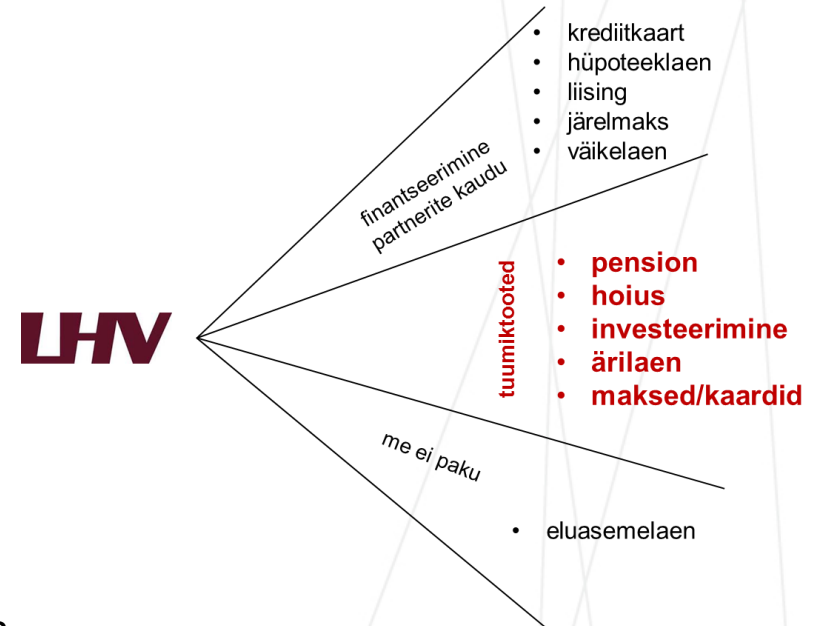 • krediitkaart
• hüpoteeklaen
• liising
• järelmaks
• väikelaen
finantseerimine
partnerite kaudu
LHV
tuumiktooted
• pension
• hoius
• investeerimine
• ärilaen
• maksed/kaardid
me ei paku
• eluasemelaen